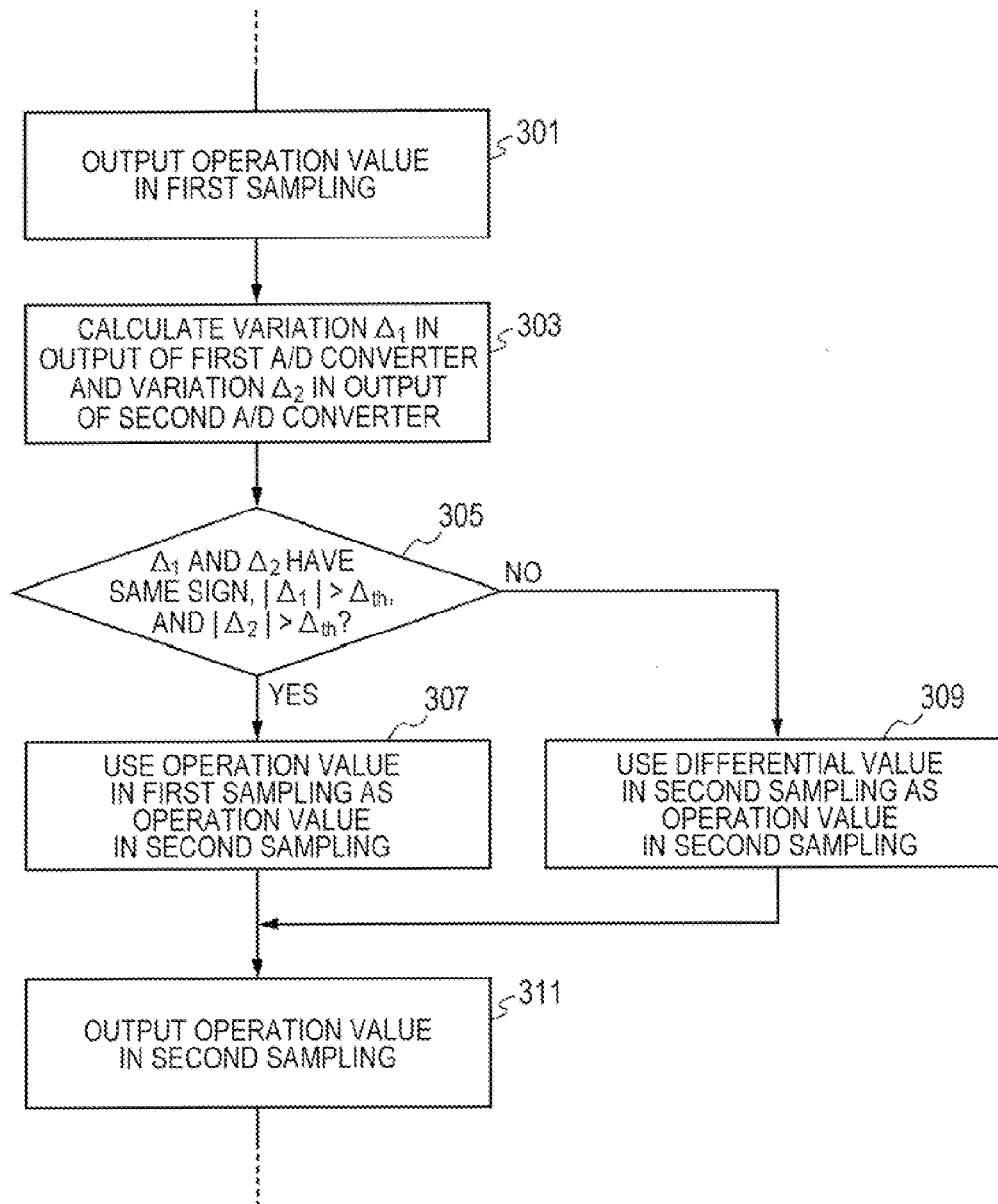 OUTPUT OPERATION VALUE
IN FIRST SAMPLING
301
CALCULATE VARIATION Δ₁ IN
OUTPUT OF FIRST A/D CONVERTER
AND VARIATION Δ₂ IN OUTPUT
OF SECOND A/D CONVERTER
303
Δ₁ AND Δ₂ HAVE
SAME SIGN, | Δ₁ | > Δth,
AND | Δ₂ | > Δth?
305
NO
YES
307
USE OPERATION VALUE
IN FIRST SAMPLING AS
OPERATION VALUE
IN SECOND SAMPLING
309
USE DIFFERENTIAL VALUE
IN SECOND SAMPLING AS
OPERATION VALUE
IN SECOND SAMPLING
OUTPUT OPERATION VALUE
IN SECOND SAMPLING
311